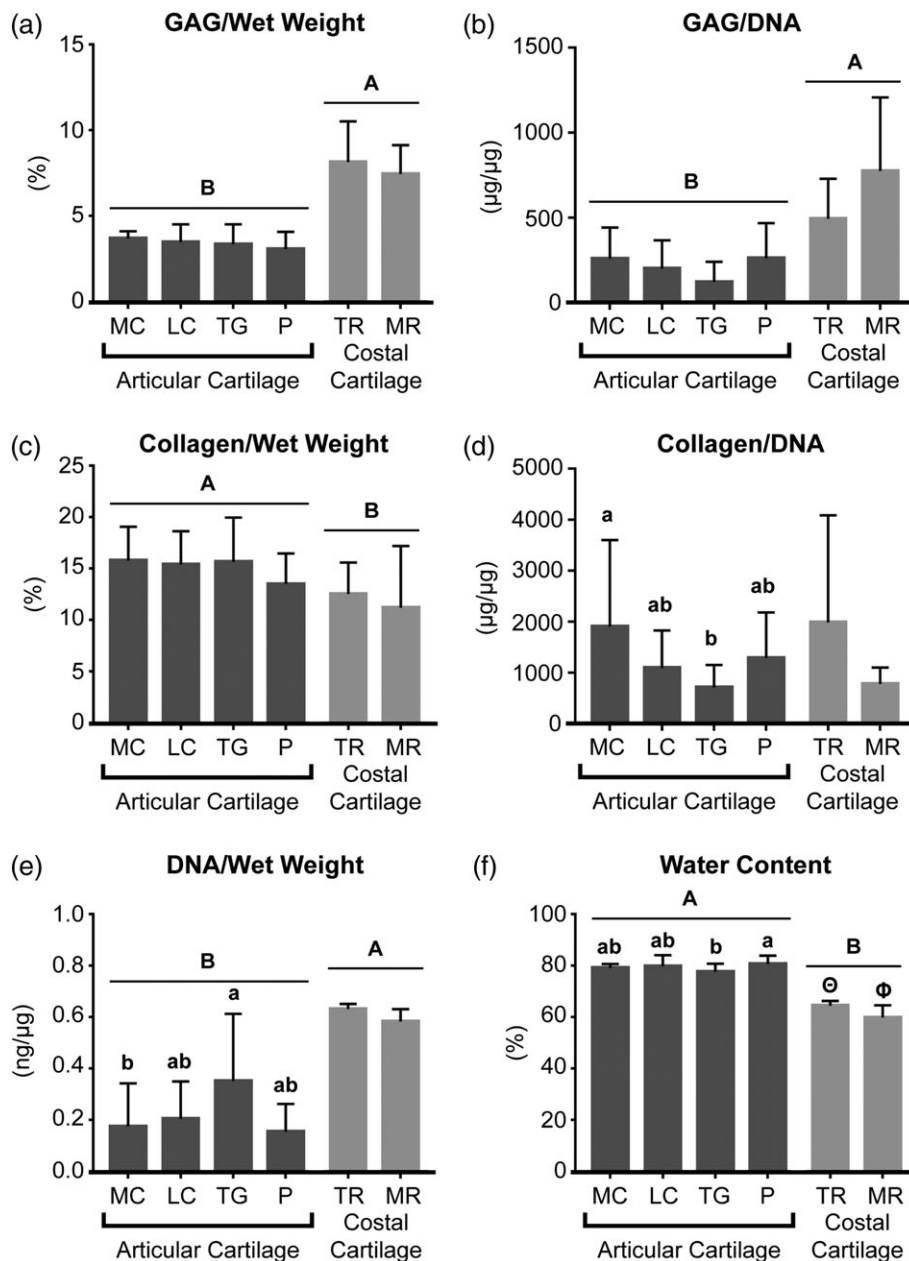 (a)
GAG/Wet Weight
15
10
5
0
(%)
B
A
MC LC TG P TR MR
Articular Cartilage
Costal
Cartilage
(b)
GAG/DNA
1500
1000
500
0
(µg/µg)
B
A
MC LC TG P TR MR
Articular Cartilage
Costal
Cartilage
(c)
Collagen/Wet Weight
25
20
15
10
5
0
(%)
A
B
MC LC TG P TR MR
Articular Cartilage
Costal
Cartilage
(d)
Collagen/DNA
5000
4000
3000
2000
1000
0
(µg/µg)
a
ab
b
ab
MC LC TG P TR MR
Articular Cartilage
Costal
Cartilage
(e)
DNA/Wet Weight
1.0
0.8
0.6
0.4
0.2
0.0
(ng/µg)
B
A
b
ab
a
ab
MC LC TG P TR MR
Articular Cartilage
Costal
Cartilage
(f)
Water Content
100
80
60
40
20
0
(%)
A
B
ab ab b a Θ Φ
MC LC TG P TR MR
Articular Cartilage
Costal
Cartilage